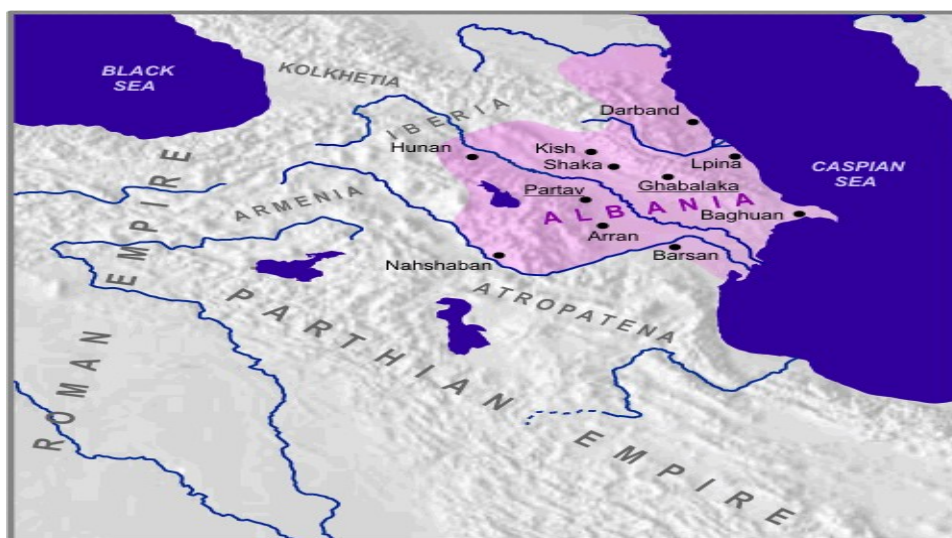 BLACK
SEA
KOLKHETIA
IBERIA
Darband
Hunan
Kish
Shaka
Lpina
CASPIAN
SEA
Ghabalaka
Partav
ARMENIA
ALBANIA
Baghuan
Arran
Barsan
Nahshaban
ATROPATENA
ROMAN EMPIRE
PARTHIAN EMPIRE